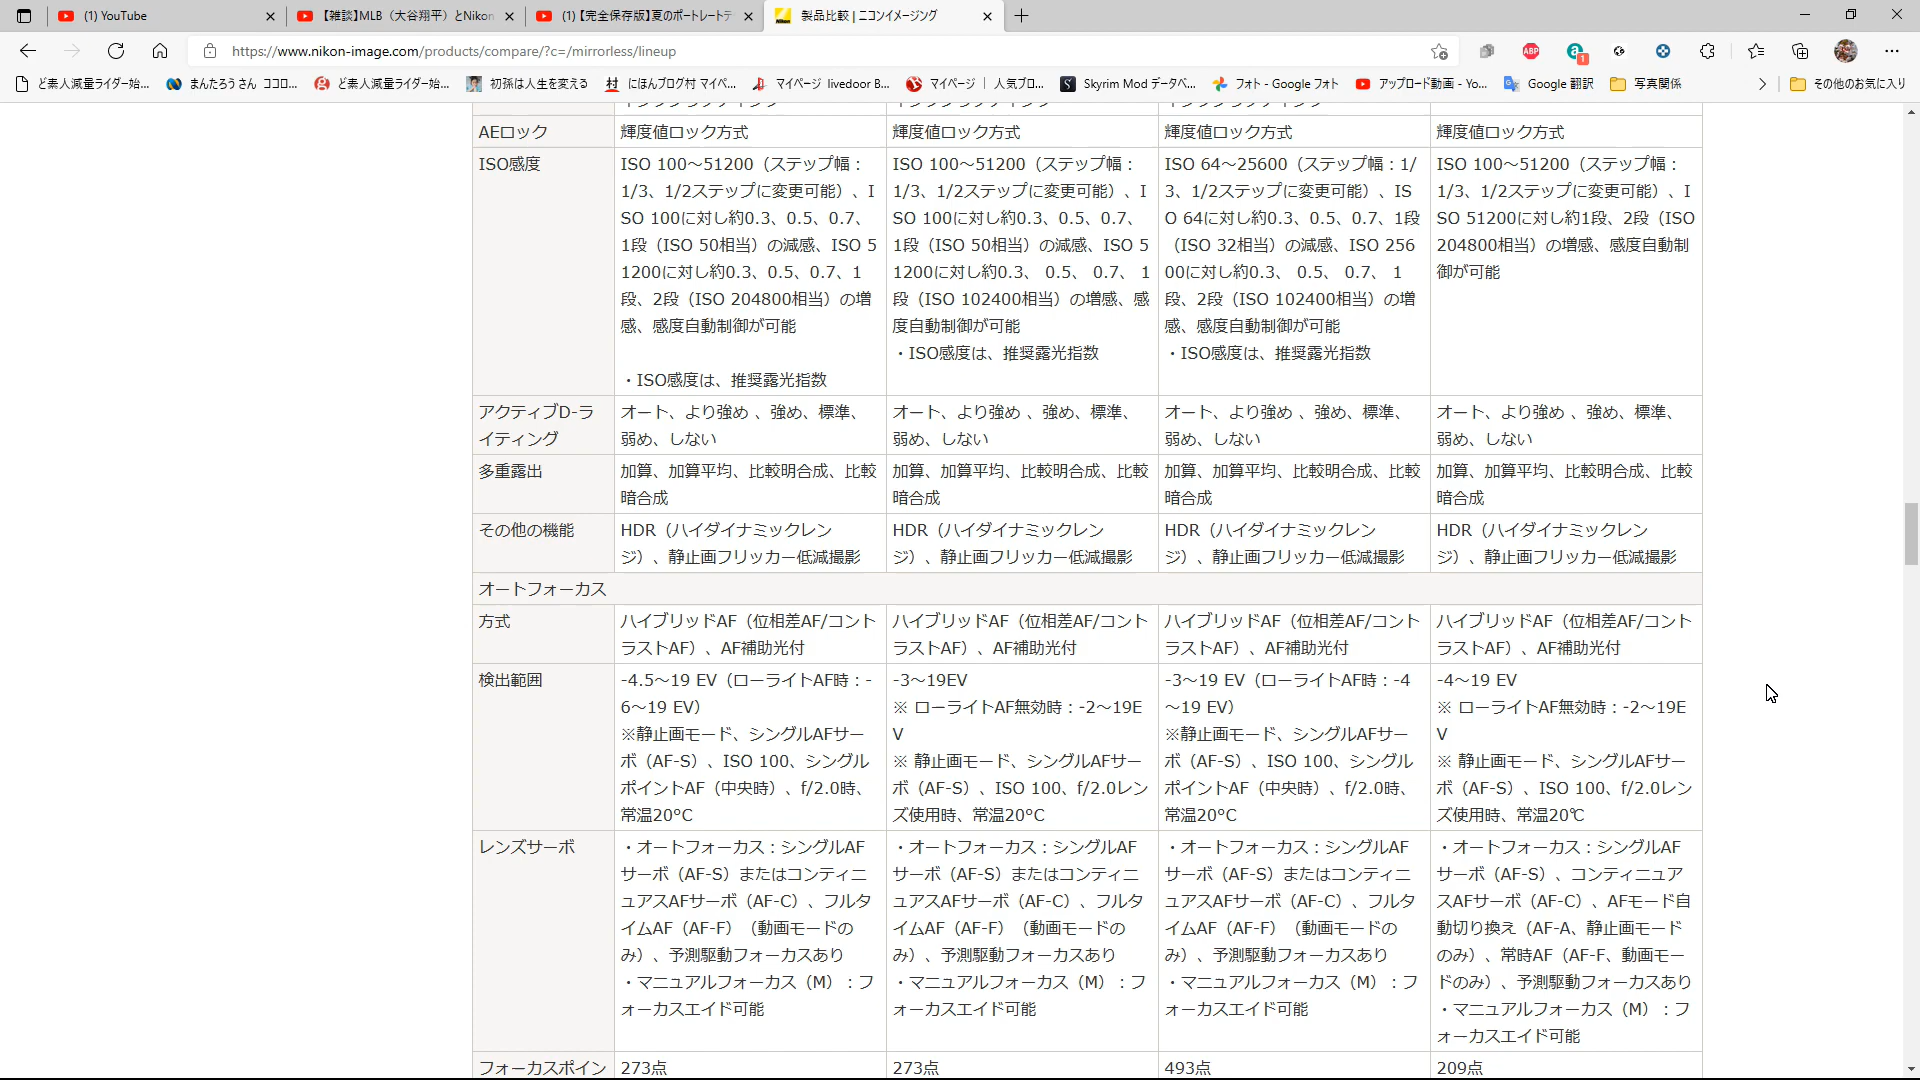 (1) YouTube
【雑談】MLB（大谷翔平）とNikon
(1) 【完全保存版】夏のポートレートテ
製品比較 | ニコンイメージング
https://www.nikon-image.com/products/compare/?c=/mirrorless/lineup
ABP
a
1
ど素人減量ライダー始...
まんたろうさん ココロ...
ど素人減量ライダー始...
初孫は人生を変える
村 にほんブログ村 マイペ...
マイページ livedoor B...
マイページ | 人気ブロ...
Skyrim Mod データベ...
フォト - Google フォト
アップロード動画 - Yo...
Google 翻訳
写真関係
その他のお気に入り
AEロック
輝度値ロック方式
輝度値ロック方式
輝度値ロック方式
輝度値ロック方式
ISO感度
ISO 100～51200（ステップ幅：
1/3、1/2ステップに変更可能）、I
SO 100に対し約0.3、0.5、0.7、
1段（ISO 50相当）の減感、ISO 5
1200に対し約0.3、0.5、0.7、1
段、2段（ISO 204800相当）の増
感、感度自動制御が可能
・ISO感度は、推奨露光指数
ISO 100～51200（ステップ幅：
1/3、1/2ステップに変更可能）、I
SO 100に対し約0.3、0.5、0.7、
1段（ISO 50相当）の減感、ISO 5
1200に対し約0.3、 0.5、 0.7、 1
段（ISO 102400相当）の増感、感
度自動制御が可能
・ISO感度は、推奨露光指数
ISO 64～25600（ステップ幅：1/
3、1/2ステップに変更可能）、IS
O 64に対し約0.3、0.5、0.7、1段
（ISO 32相当）の減感、ISO 256
00に対し約0.3、 0.5、 0.7、 1
段、2段（ISO 102400相当）の増
感、感度自動制御が可能
・ISO感度は、推奨露光指数
ISO 100～51200（ステップ幅：
1/3、1/2ステップに変更可能）、I
SO 51200に対し約1段、2段（ISO
204800相当）の増感、感度自動制
御が可能
アクティブD-ラ
イティング
オート、より強め 、強め、標準、
弱め、しない
オート、より強め 、強め、標準、
弱め、しない
オート、より強め 、強め、標準、
弱め、しない
オート、より強め 、強め、標準、
弱め、しない
多重露出
加算、加算平均、比較明合成、比較
暗合成
加算、加算平均、比較明合成、比較
暗合成
加算、加算平均、比較明合成、比較
暗合成
加算、加算平均、比較明合成、比較
暗合成
その他の機能
HDR（ハイダイナミックレン
ジ）、静止画フリッカー低減撮影
HDR（ハイダイナミックレン
ジ）、静止画フリッカー低減撮影
HDR（ハイダイナミックレン
ジ）、静止画フリッカー低減撮影
HDR（ハイダイナミックレン
ジ）、静止画フリッカー低減撮影
オートフォーカス
方式
ハイブリッドAF（位相差AF/コント
ラストAF）、AF補助光付
ハイブリッドAF（位相差AF/コント
ラストAF）、AF補助光付
ハイブリッドAF（位相差AF/コント
ラストAF）、AF補助光付
ハイブリッドAF（位相差AF/コント
ラストAF）、AF補助光付
検出範囲
-4.5～19 EV（ローライトAF時：-
6～19 EV）
※静止画モード、シングルAFサー
ボ（AF-S）、ISO 100、シングル
ポイントAF（中央時）、f/2.0時、
常温20°C
-3～19EV
※ ローライトAF無効時：-2～19E
V
※ 静止画モード、シングルAFサー
ボ（AF-S）、ISO 100、f/2.0レン
ズ使用時、常温20°C
-3～19 EV（ローライトAF時：-4
～19 EV）
※静止画モード、シングルAFサー
ボ（AF-S）、ISO 100、シングル
ポイントAF（中央時）、f/2.0時、
常温20°C
-4～19 EV
※ ローライトAF無効時：-2～19E
V
※ 静止画モード、シングルAFサー
ボ（AF-S）、ISO 100、f/2.0レン
ズ使用時、常温20℃
レンズサーボ
・オートフォーカス：シングルAF
サーボ（AF-S）またはコンティニ
ュアスAFサーボ（AF-C）、フルタ
イムAF（AF-F）（動画モードの
み）、予測駆動フォーカスあり
・マニュアルフォーカス（M）：フ
ォーカスエイド可能
・オートフォーカス：シングルAF
サーボ（AF-S）またはコンティニ
ュアスAFサーボ（AF-C）、フルタ
イムAF（AF-F）（動画モードの
み）、予測駆動フォーカスあり
・マニュアルフォーカス（M）：フ
ォーカスエイド可能
・オートフォーカス：シングルAF
サーボ（AF-S）またはコンティニ
ュアスAFサーボ（AF-C）、フルタ
イムAF（AF-F）（動画モードの
み）、予測駆動フォーカスあり
・マニュアルフォーカス（M）：フ
ォーカスエイド可能
・オートフォーカス：シングルAF
サーボ（AF-S）、コンティニュア
スAFサーボ（AF-C）、AFモード自
動切り換え（AF-A、静止画モード
のみ）、常時AF（AF-F、動画モー
ドのみ）、予測駆動フォーカスあり
・マニュアルフォーカス（M）：フ
ォーカスエイド可能
フォーカスポイン
273点
273点
493点
209点